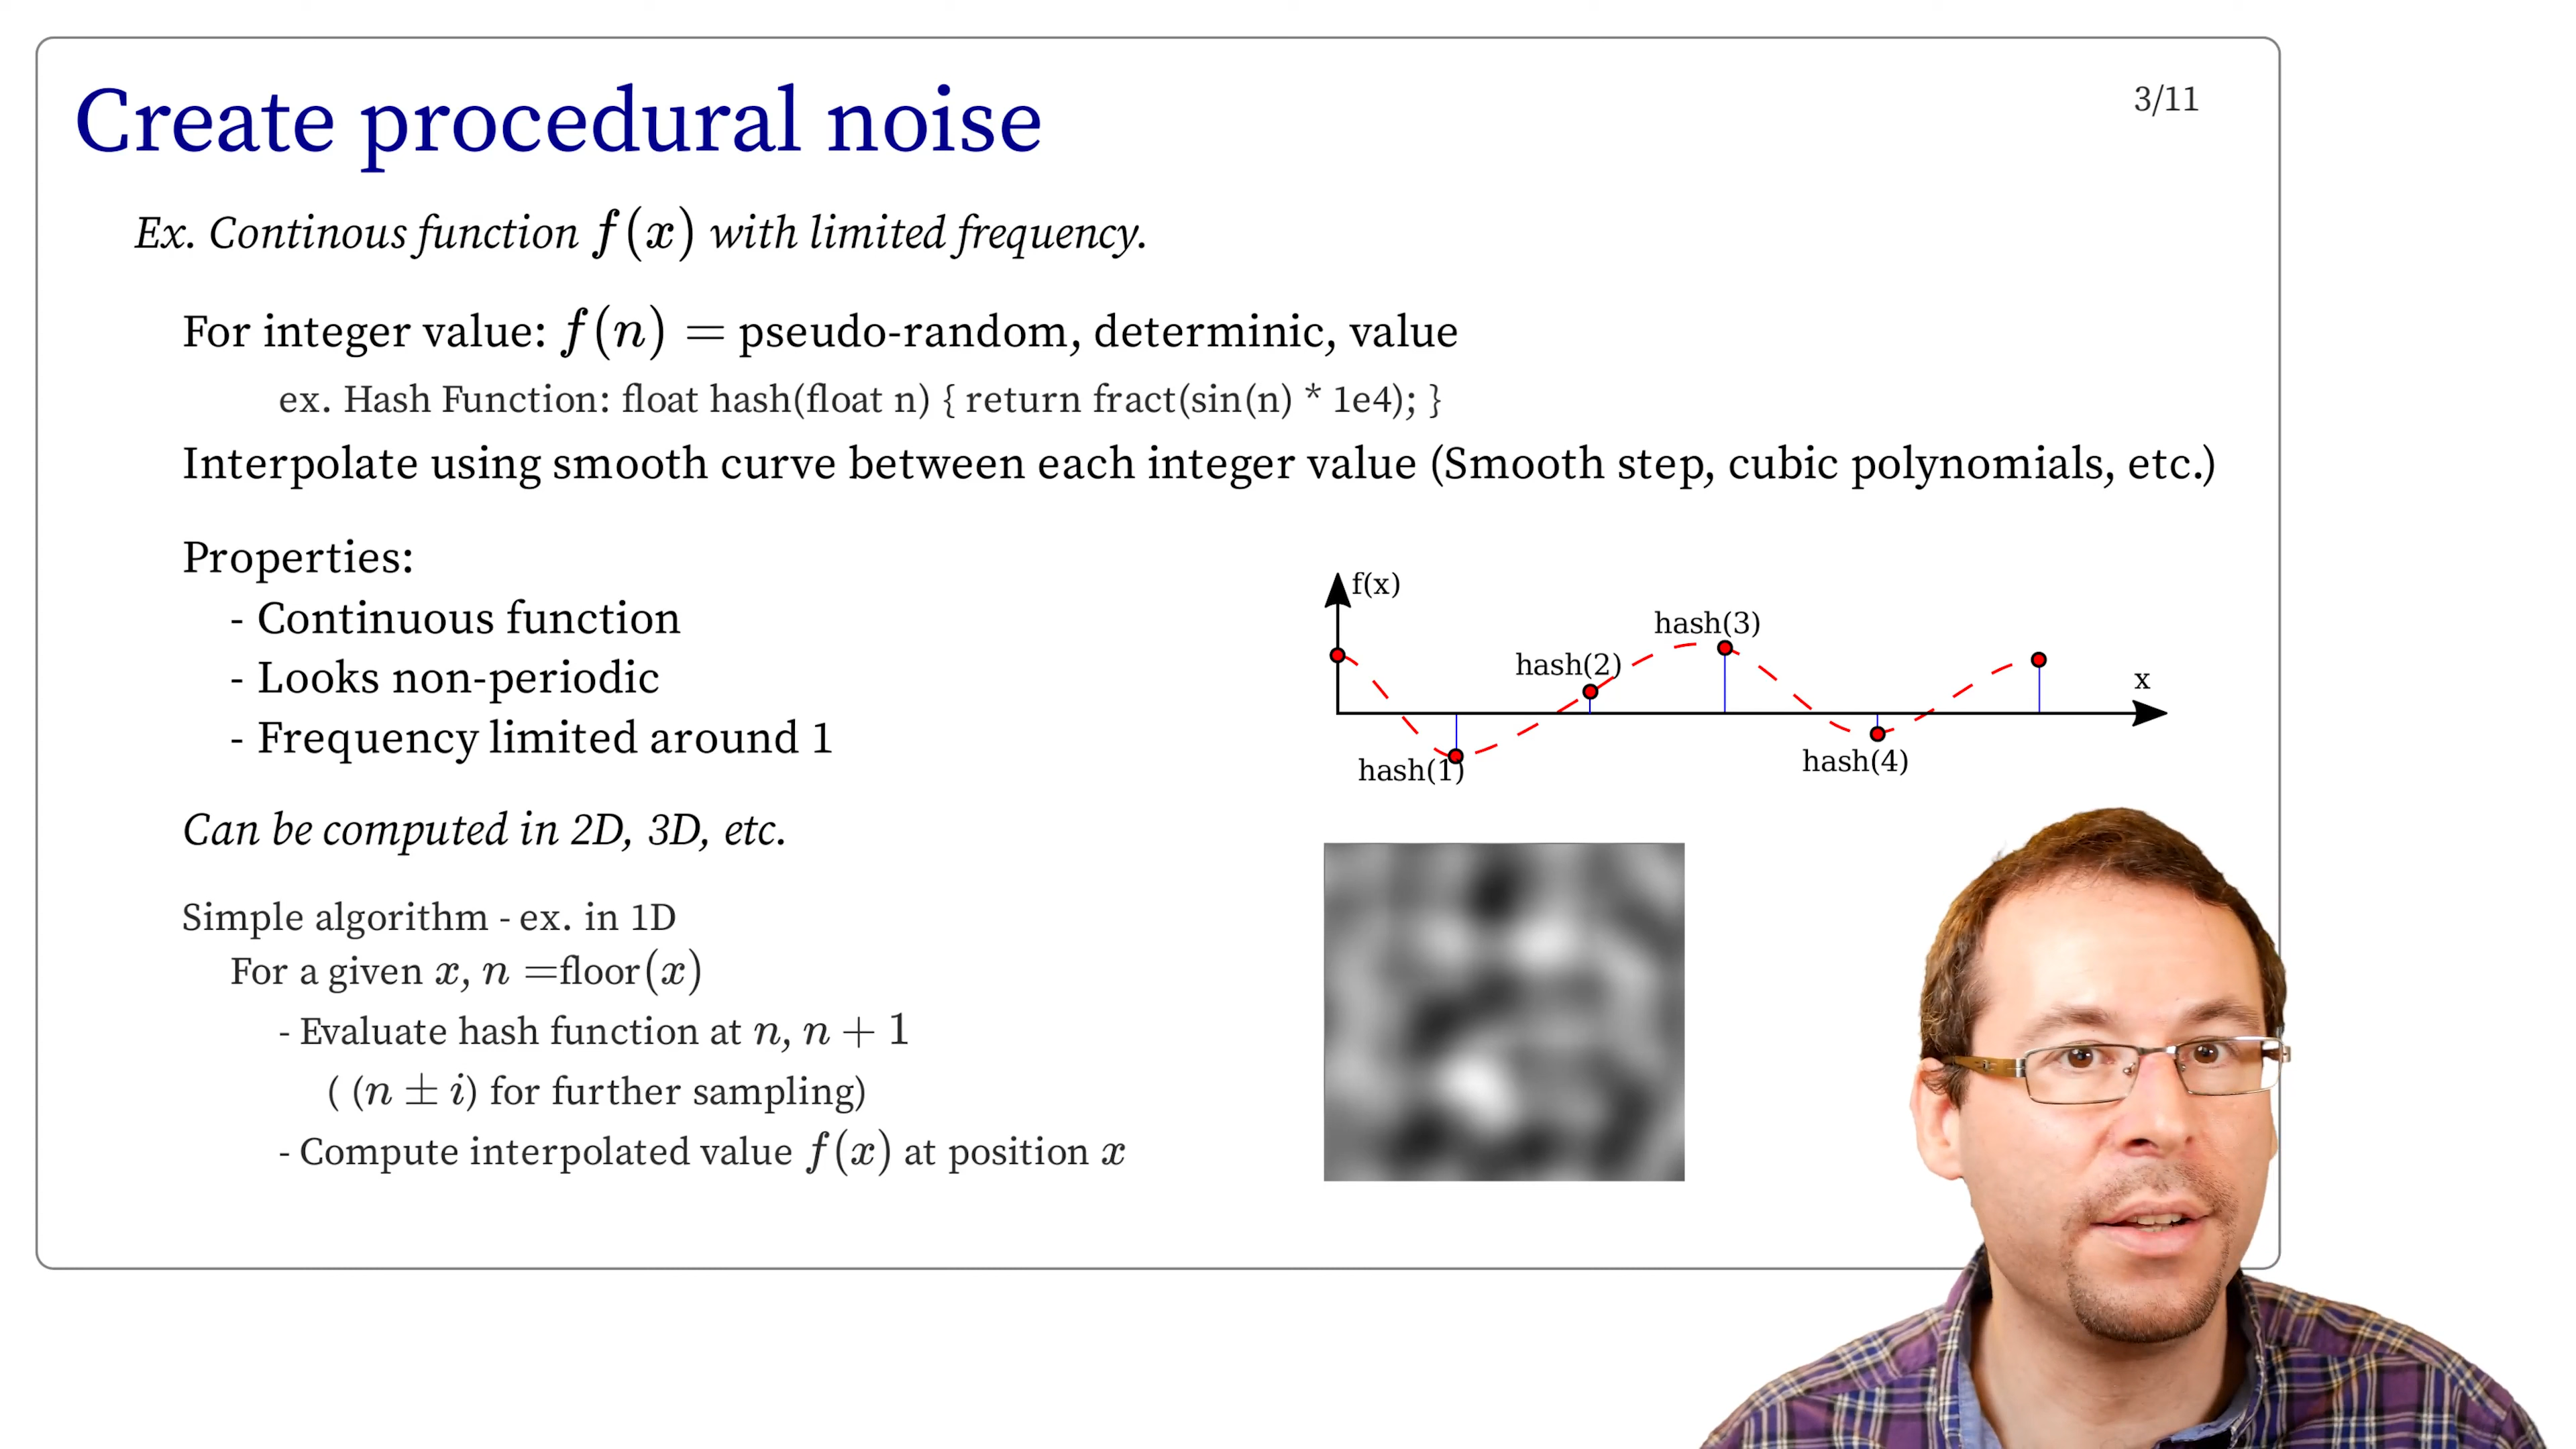 Create procedural noise
3/11
Ex. Continous function f(x) with limited frequency.
For integer value: f(n) = pseudo-random, determinic, value
ex. Hash Function: float hash(float n) { return fract(sin(n) * 1e4); }
Interpolate using smooth curve between each integer value (Smooth step, cubic polynomials, etc.)
Properties:
- Continuous function
- Looks non-periodic
- Frequency limited around 1
f(x)
hash(3)
hash(2)
x
hash(1)
hash(4)
Can be computed in 2D, 3D, etc.
Simple algorithm - ex. in 1D
For a given x, n =floor(x)
- Evaluate hash function at n, n + 1
( (n ± i) for further sampling)
- Compute interpolated value f(x) at position x